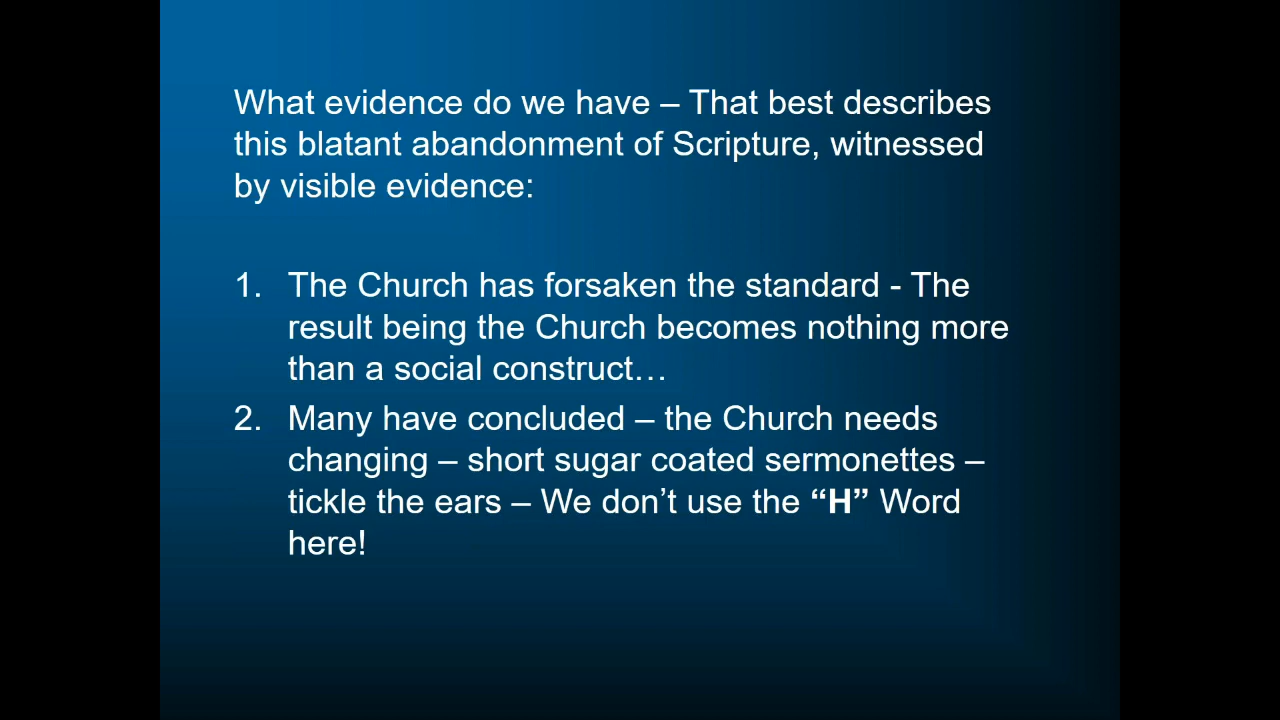 What evidence do we have – That best describes
this blatant abandonment of Scripture, witnessed
by visible evidence:
1. The Church has forsaken the standard - The
result being the Church becomes nothing more
than a social construct…
2. Many have concluded – the Church needs
changing – short sugar coated sermonettes –
tickle the ears – We don’t use the “H” Word
here!